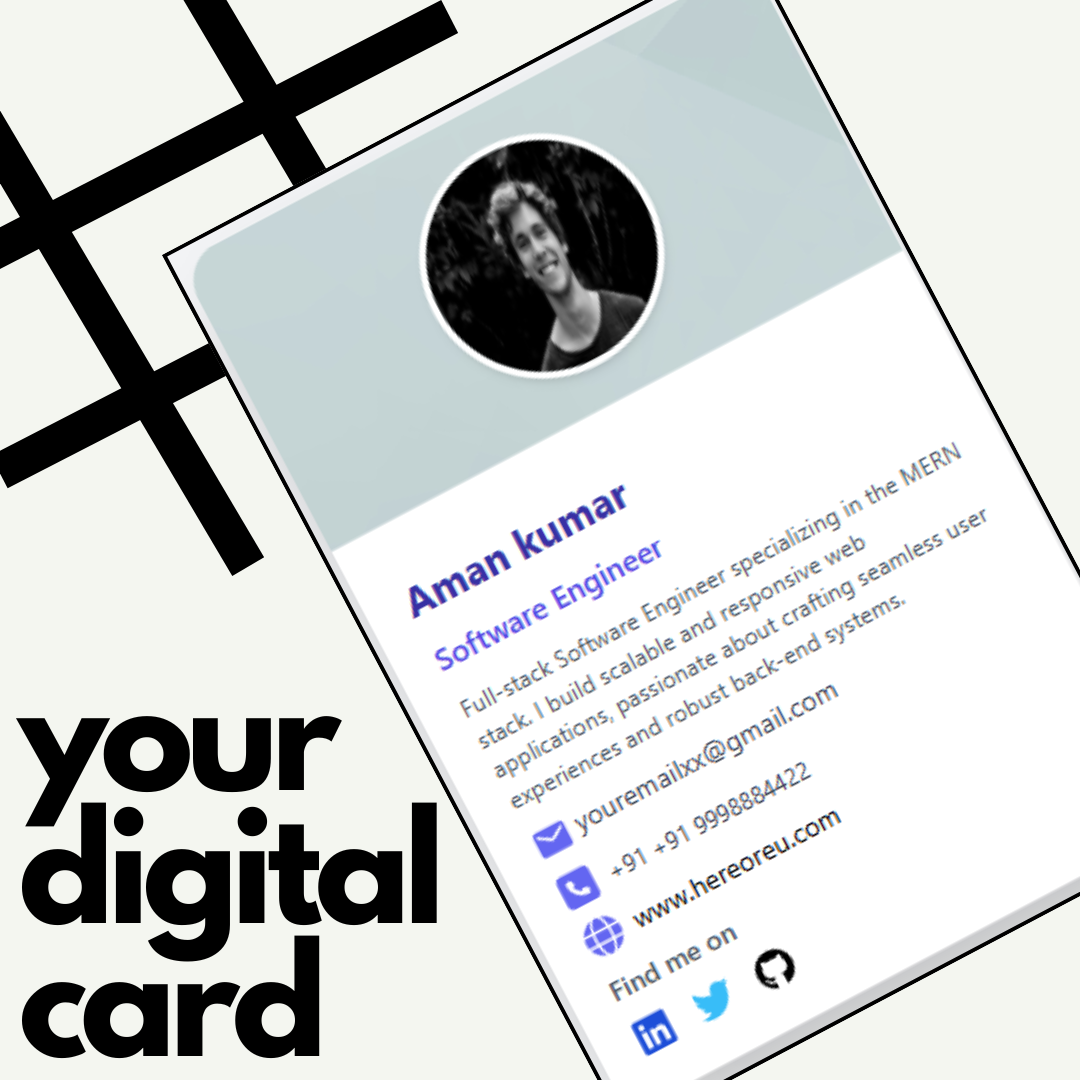 Aman kumar
Software Engineer
Full-stack Software Engineer specializing in the MERN
stack. I build scalable and responsive web
applications, passionate about crafting seamless user
experiences and robust back-end systems.
youremailxx@gmail.com
+91 +91 9998884422
www.hereoreu.com
Find me on
in
your
digital
card